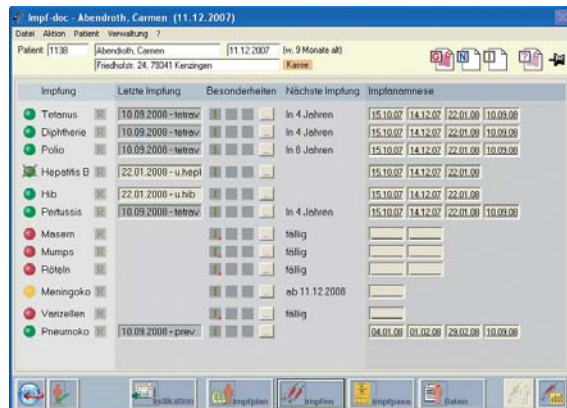 Impf-doc - Abendroth, Carmen (11.12.2007)
Datei Aktion Patient Verwaltung ?
Patient 1138 Abendroth, Carmen 11.12.2007 (w. 9 Monate alt)
Friedholstr. 24, 79341 Kenzingen Kasse
G N I ?
Impfung Letzte Impfung Besonderheiten Nächste Impfung Impfanamnese
Tetanus R 10.09.2008 - tetrav ... In 4 Jahren 15.10.07 14.12.07 22.01.08 10.09.08
Diphtherie R 10.09.2008 - tetrav ... In 4 Jahren 15.10.07 14.12.07 22.01.08 10.09.08
Polio R 10.09.2008 - tetrav ... In 8 Jahren 15.10.07 14.12.07 22.01.08 10.09.08
Hepatitis B R 22.01.2008 - u.hepl ... 15.10.07 14.12.07 22.01.08
Hib R 22.01.2008 - u.hib ... 15.10.07 14.12.07 22.01.08
Pertussis R 10.09.2008 - tetrav ... In 4 Jahren 15.10.07 14.12.07 22.01.08 10.09.08
Masern R ... fällig
Mumps R ... fällig
Röteln R ... fällig
Meningoko R ... ab 11.12.2008
Varizellen R ... fällig
Pneumoko R 10.09.2008 - prev ... 04.01.08 01.02.08 29.02.08 10.09.08
Indikation Impfplan Impfen Impfpass Daten